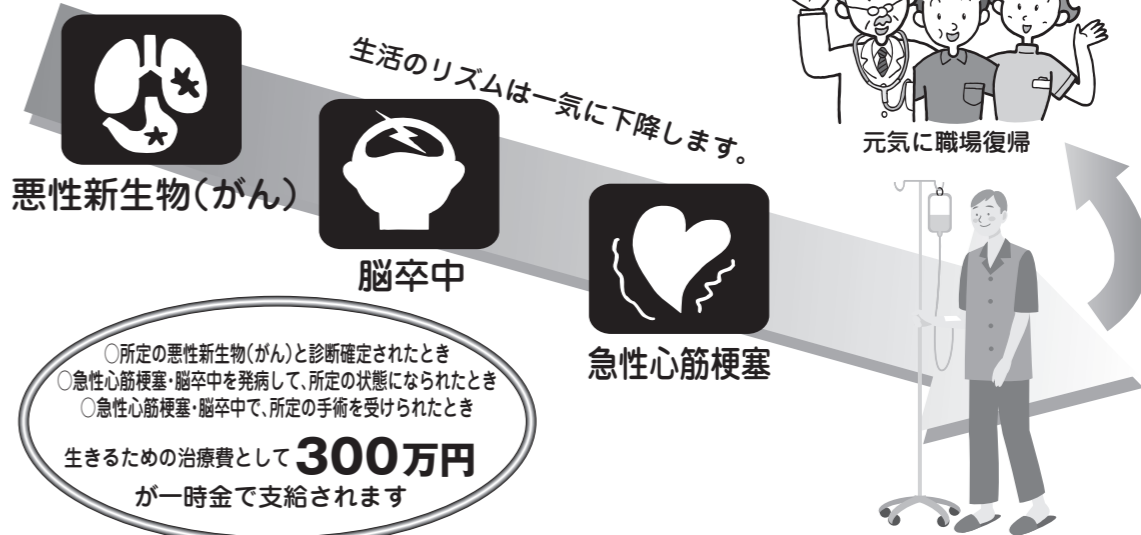 生活のリズムは一気に下降します。
元気に職場復帰
悪性新生物(がん)
脳卒中
急性心筋梗塞
○所定の悪性新生物(がん)と診断確定されたとき
○急性心筋梗塞・脳卒中を発病して、所定の状態になられたとき
○急性心筋梗塞・脳卒中で、所定の手術を受けられたとき
生きるための治療費として300万円
が一時金で支給されます